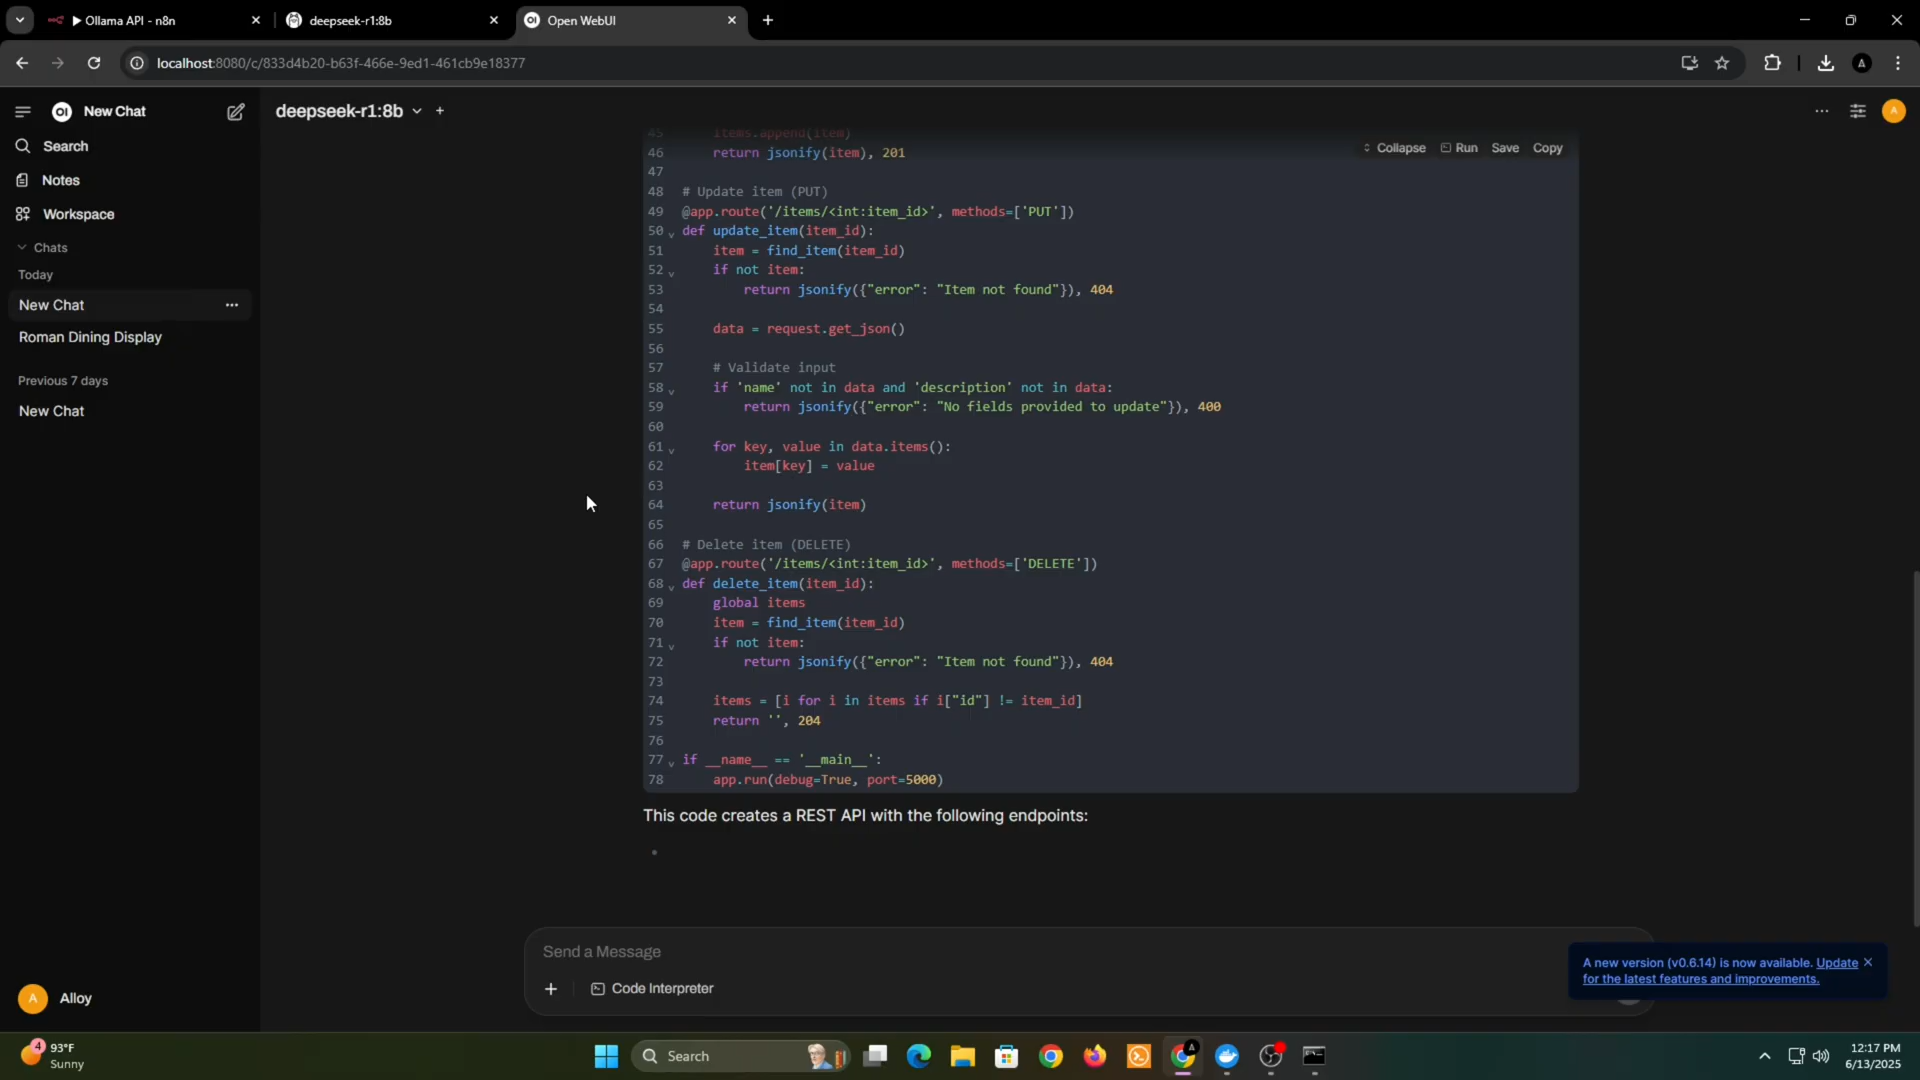 ▶ Ollama API - n8n
deepseek-r1:8b
Open WebUI
localhost:8080/c/833d4b20-b63f-466e-9ed1-461cb9e18377
A
OI
New Chat
deepseek-r1:8b
A
Search
Notes
Workspace
Chats
Today
New Chat
Roman Dining Display
Previous 7 days
New Chat
Collapse Run Save Copy
45 items.append(item)
46 return jsonify(item), 201
47
48 # Update item (PUT)
49 @app.route('/items/<int:item_id>', methods=['PUT'])
50 def update_item(item_id):
51 item = find_item(item_id)
52 if not item:
53 return jsonify({"error": "Item not found"}), 404
54
55 data = request.get_json()
56
57 # Validate input
58 if 'name' not in data and 'description' not in data:
59 return jsonify({"error": "No fields provided to update"}), 400
60
61 for key, value in data.items():
62 item[key] = value
63
64 return jsonify(item)
65
66 # Delete item (DELETE)
67 @app.route('/items/<int:item_id>', methods=['DELETE'])
68 def delete_item(item_id):
69 global items
70 item = find_item(item_id)
71 if not item:
72 return jsonify({"error": "Item not found"}), 404
73
74 items = [i for i in items if i["id"] != item_id]
75 return '', 204
76
77 if __name__ == '__main__':
78 app.run(debug=True, port=5000)
This code creates a REST API with the following endpoints:
•
Send a Message
Code Interpreter
A new version (v0.6.14) is now available. Update
for the latest features and improvements.
A
Alloy
4
93°F
Sunny
Search
A
12:17 PM
6/13/2025